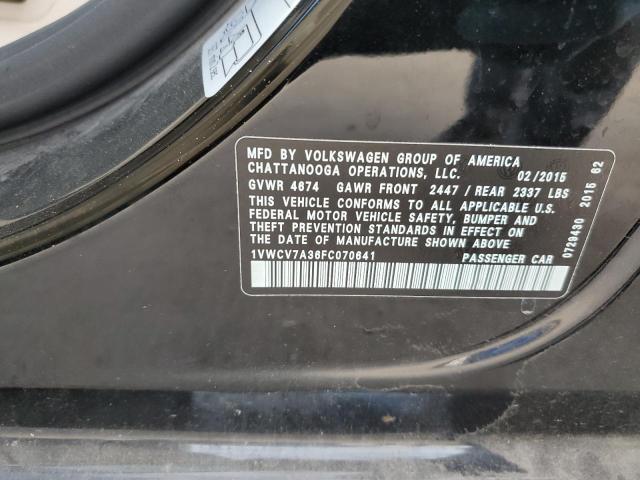 MFD BY VOLKSWAGEN GROUP OF AMERICA
CHATTANOOGA OPERATIONS, LLC. 02/2015
GVWR 4674 GAWR FRONT 2447 / REAR 2337 LBS
THIS VEHICLE CONFORMS TO ALL APPLICABLE U.S.
FEDERAL MOTOR VEHICLE SAFETY, BUMPER AND
THEFT PREVENTION STANDARDS IN EFFECT ON
THE DATE OF MANUFACTURE SHOWN ABOVE
1VWCV7A36FC070641 PASSENGER CAR
0729430 2015 62